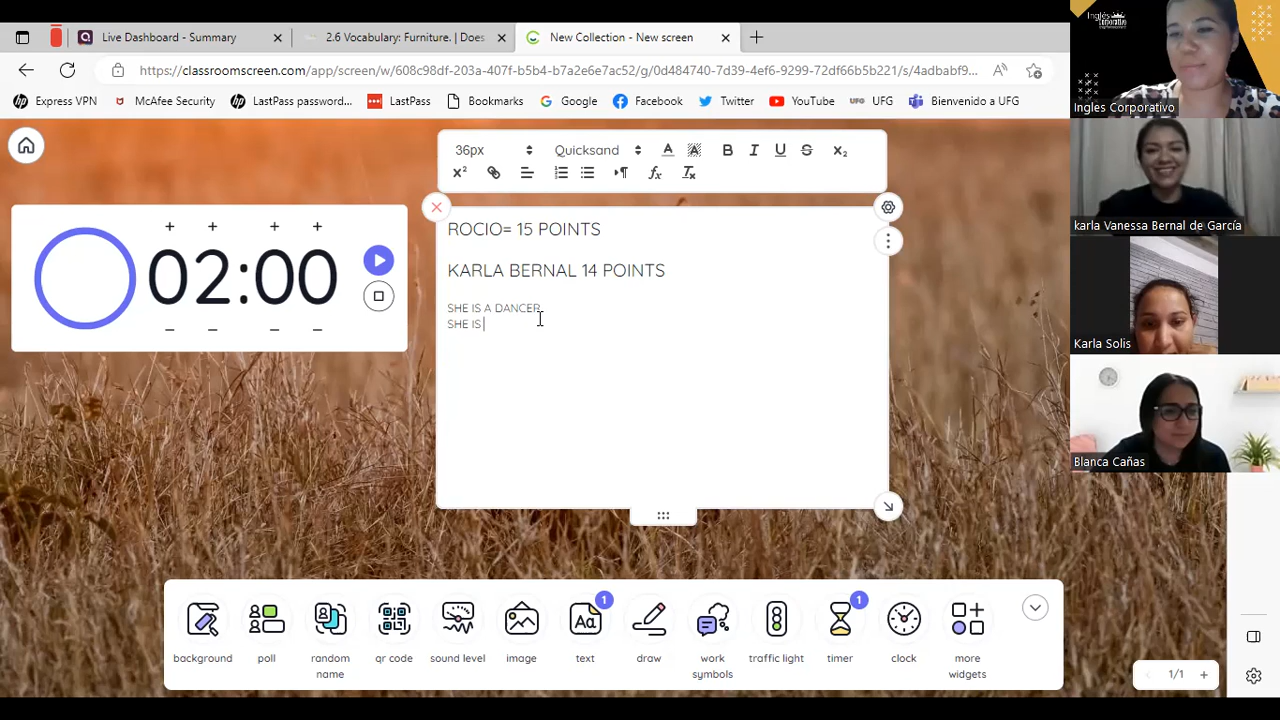 Live Dashboard - Summary
2.6 Vocabulary: Furniture. | Does
New Collection - New screen
https://classroomscreen.com/app/screen/w/608c98df-203a-407f-b5b4-b7a2e6e7ac52/g/0d484740-7d39-4ef6-9299-72df66b5b221/s/4adbabf9...
Express VPN
McAfee Security
LastPass password...
LastPass
Bookmarks
Google
Facebook
Twitter
YouTube
UFG
Bienvenido a UFG
Inglés
Corporativo
Ingles Corporativo
karla Vanessa Bernal de García
Karla Solis
Blanca Cañas
36px
Quicksand
02:00
ROCIO= 15 POINTS
KARLA BERNAL 14 POINTS
SHE IS A DANCER
SHE IS
background
poll
random name
qr code
sound level
image
1
text
draw
work symbols
traffic light
1
timer
clock
more widgets
1/1